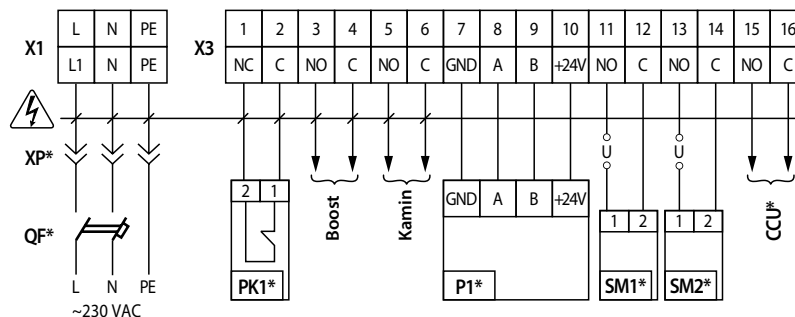 X1
L N PE
L1 N PE
XP*
QF*
L N PE
~230 VAC
X3
1 2 3 4 5 6 7 8 9 10 11 12 13 14 15 16
NC C NO C NO C GND A B +24V NO C NO C NO C
U U
2 1
PK1*
Boost
Kamin
GND A B +24V
P1*
1 2
SM1*
1 2
SM2*
CCU*